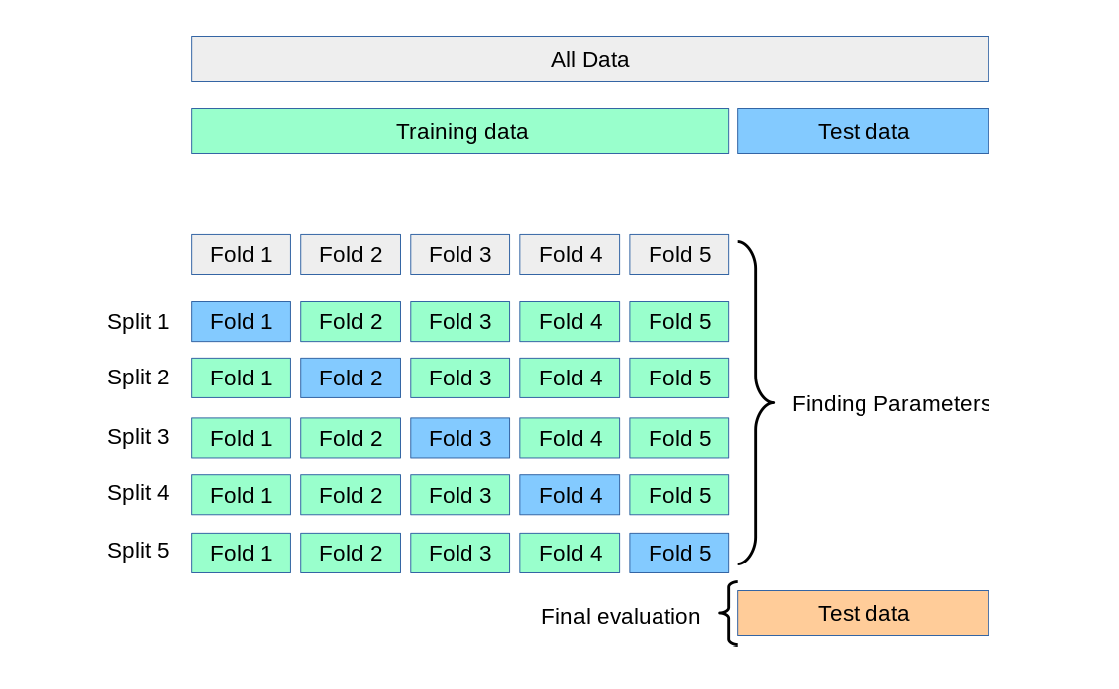 All Data
Training data Test data
Fold 1 Fold 2 Fold 3 Fold 4 Fold 5
Split 1 Fold 1 Fold 2 Fold 3 Fold 4 Fold 5
Split 2 Fold 1 Fold 2 Fold 3 Fold 4 Fold 5
Finding Parameters
Split 3 Fold 1 Fold 2 Fold 3 Fold 4 Fold 5
Split 4 Fold 1 Fold 2 Fold 3 Fold 4 Fold 5
Split 5 Fold 1 Fold 2 Fold 3 Fold 4 Fold 5
Final evaluation Test data